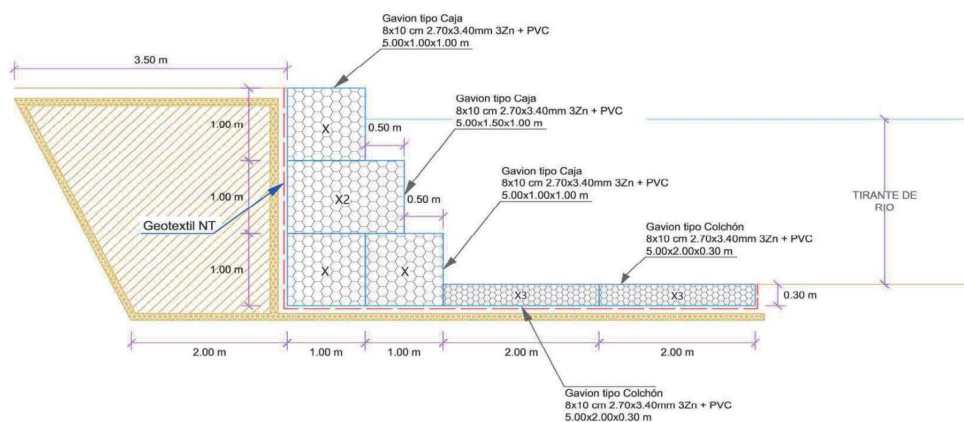 Gavion tipo Caja
8x10 cm 2.70x3.40mm 3Zn + PVC
5.00x1.00x1.00 m
3.50 m
Gavion tipo Caja
8x10 cm 2.70x3.40mm 3Zn + PVC
5.00x1.50x1.00 m
1.00 m
X
0.50 m
Gavion tipo Caja
8x10 cm 2.70x3.40mm 3Zn + PVC
5.00x1.00x1.00 m
1.00 m
X2
0.50 m
TIRANTE DE
RIO
Geotextil NT
Gavion tipo Colchón
8x10 cm 2.70x3.40mm 3Zn + PVC
5.00x2.00x0.30 m
1.00 m
X
X
X3
X3
0.30 m
2.00 m
1.00 m
1.00 m
2.00 m
2.00 m
Gavion tipo Colchón
8x10 cm 2.70x3.40mm 3Zn + PVC
5.00x2.00x0.30 m